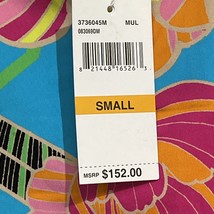 3736045M MUL
083069DM
8 21448 16526 3
SMALL
MSRP $152.00